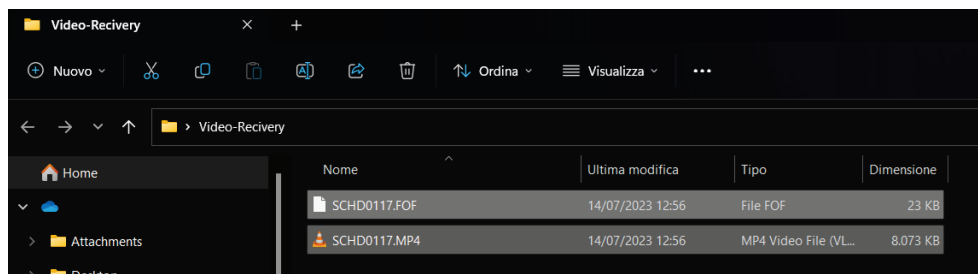 Video-Recivery
Nuovo
Ordina
Visualizza
Video-Recivery
Home
Nome Ultima modifica Tipo Dimensione
SCHD0117.FOF 14/07/2023 12:56 File FOF 23 KB
Attachments
SCHD0117.MP4 14/07/2023 12:56 MP4 Video File (VL... 8.073 KB
Desktop